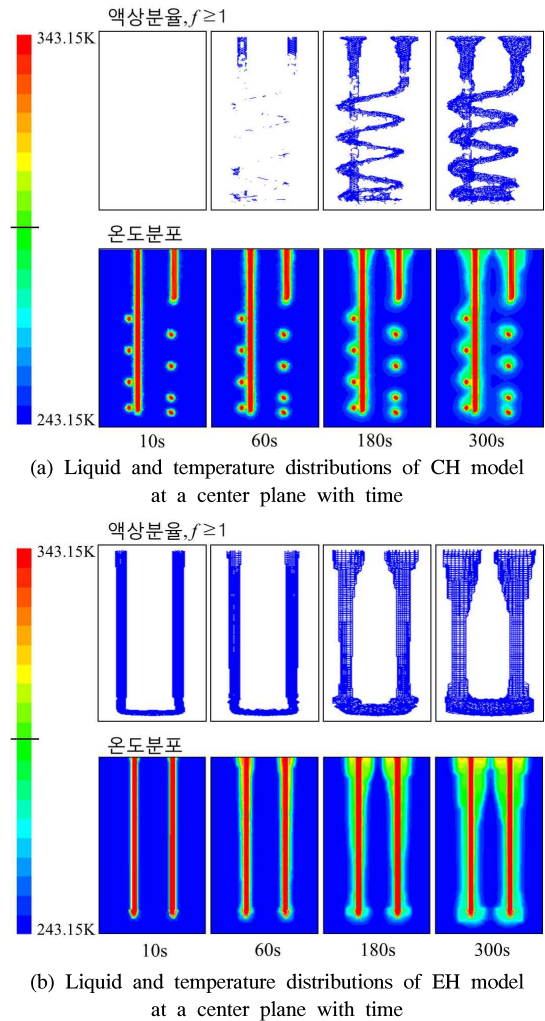 액상분율, f ≥ 1
343.15K
온도분포
243.15K
10s 60s 180s 300s
(a) Liquid and temperature distributions of CH model
at a center plane with time
액상분율, f ≥ 1
343.15K
온도분포
243.15K
10s 60s 180s 300s
(b) Liquid and temperature distributions of EH model
at a center plane with time